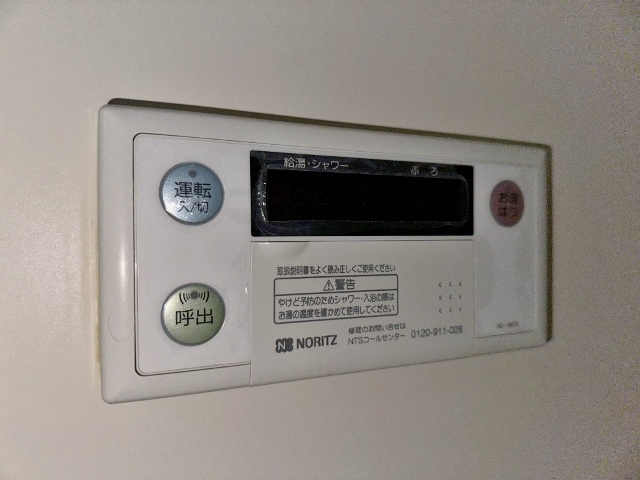 給湯・シャワー
ふろ
運転
入/切
お湯
はり
呼出
取扱説明書をよく読み正しくご使用ください
⚠警告
やけど予防のためシャワー・入浴の際は
お湯の温度を確かめて使用してください
NORITZ
修理のお問い合せは
NTSコールセンター 0120-911-026